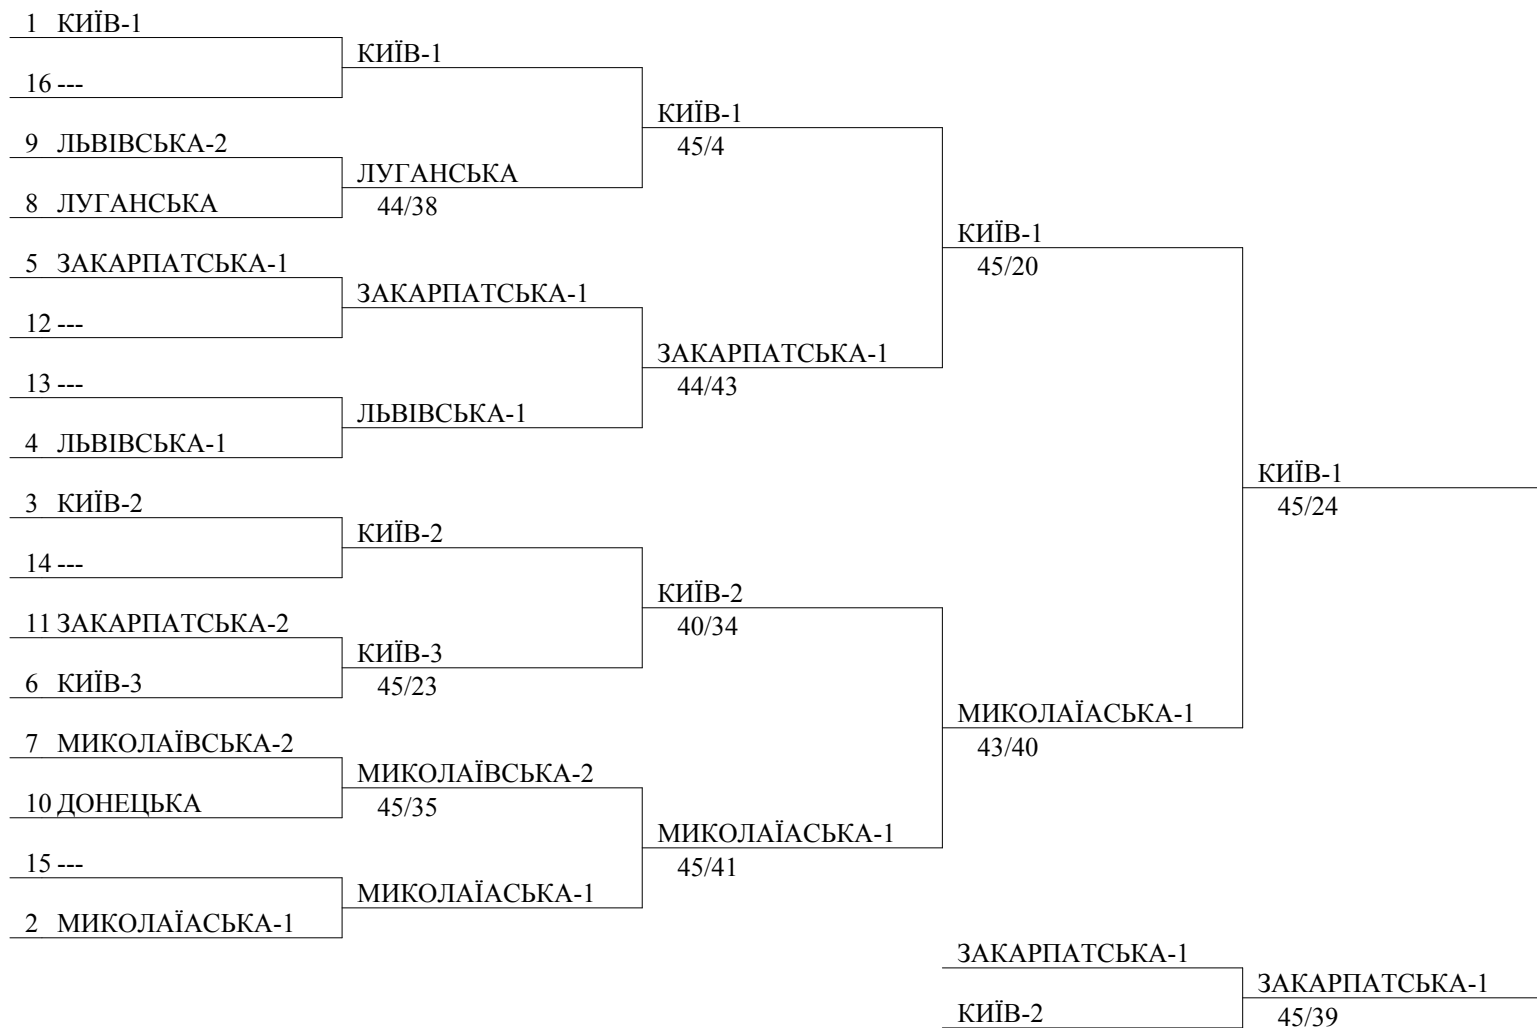 1 КИЇВ-1
КИЇВ-1
16 ---
КИЇВ-1
45/4
9 ЛЬВІВСЬКА-2
ЛУГАНСЬКА
44/38
8 ЛУГАНСЬКА
КИЇВ-1
45/20
5 ЗАКАРПАТСЬКА-1
ЗАКАРПАТСЬКА-1
12 ---
ЗАКАРПАТСЬКА-1
44/43
13 ---
ЛЬВІВСЬКА-1
4 ЛЬВІВСЬКА-1
КИЇВ-1
45/24
3 КИЇВ-2
КИЇВ-2
14 ---
КИЇВ-2
40/34
11 ЗАКАРПАТСЬКА-2
КИЇВ-3
45/23
6 КИЇВ-3
МИКОЛАЇАСЬКА-1
43/40
7 МИКОЛАЇВСЬКА-2
МИКОЛАЇВСЬКА-2
45/35
10 ДОНЕЦЬКА
МИКОЛАЇАСЬКА-1
45/41
15 ---
МИКОЛАЇАСЬКА-1
2 МИКОЛАЇАСЬКА-1
ЗАКАРПАТСЬКА-1
ЗАКАРПАТСЬКА-1
45/39
КИЇВ-2